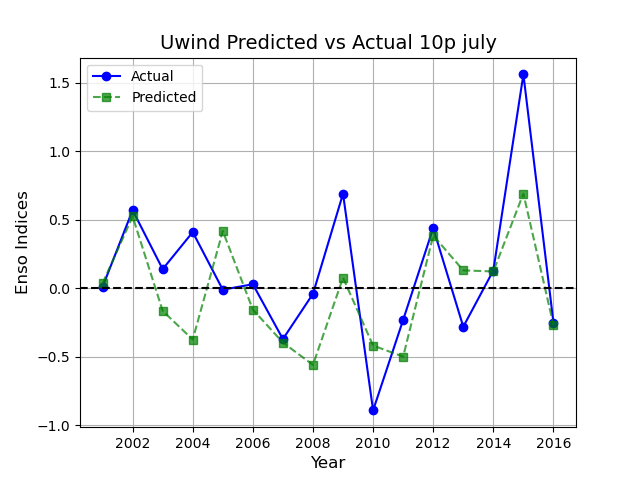 Uwind Predicted vs Actual 10p july
Actual
Predicted
1.5
1.0
0.5
0.0
−0.5
−1.0
Enso Indices
2002 2004 2006 2008 2010 2012 2014 2016
Year